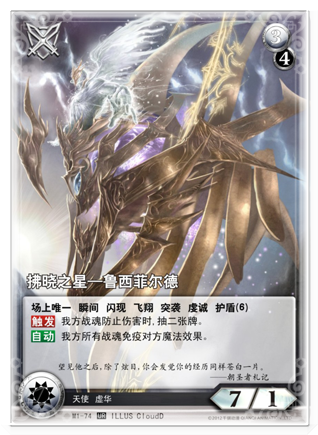 4
拂晓之星—鲁西菲尔德
场上唯一 瞬间 闪现 飞翔 突袭 虔诚 护盾(6)
触发 我方战魂防止伤害时,抽二张牌。
自动 我方所有战魂免疫对方魔法效果。
望见他之后,除了炫目,你会发觉你的经历同样苍白一片。
——朝圣者札记
天使 虚华
7/1
M1-74 UR ILLUS CloudD